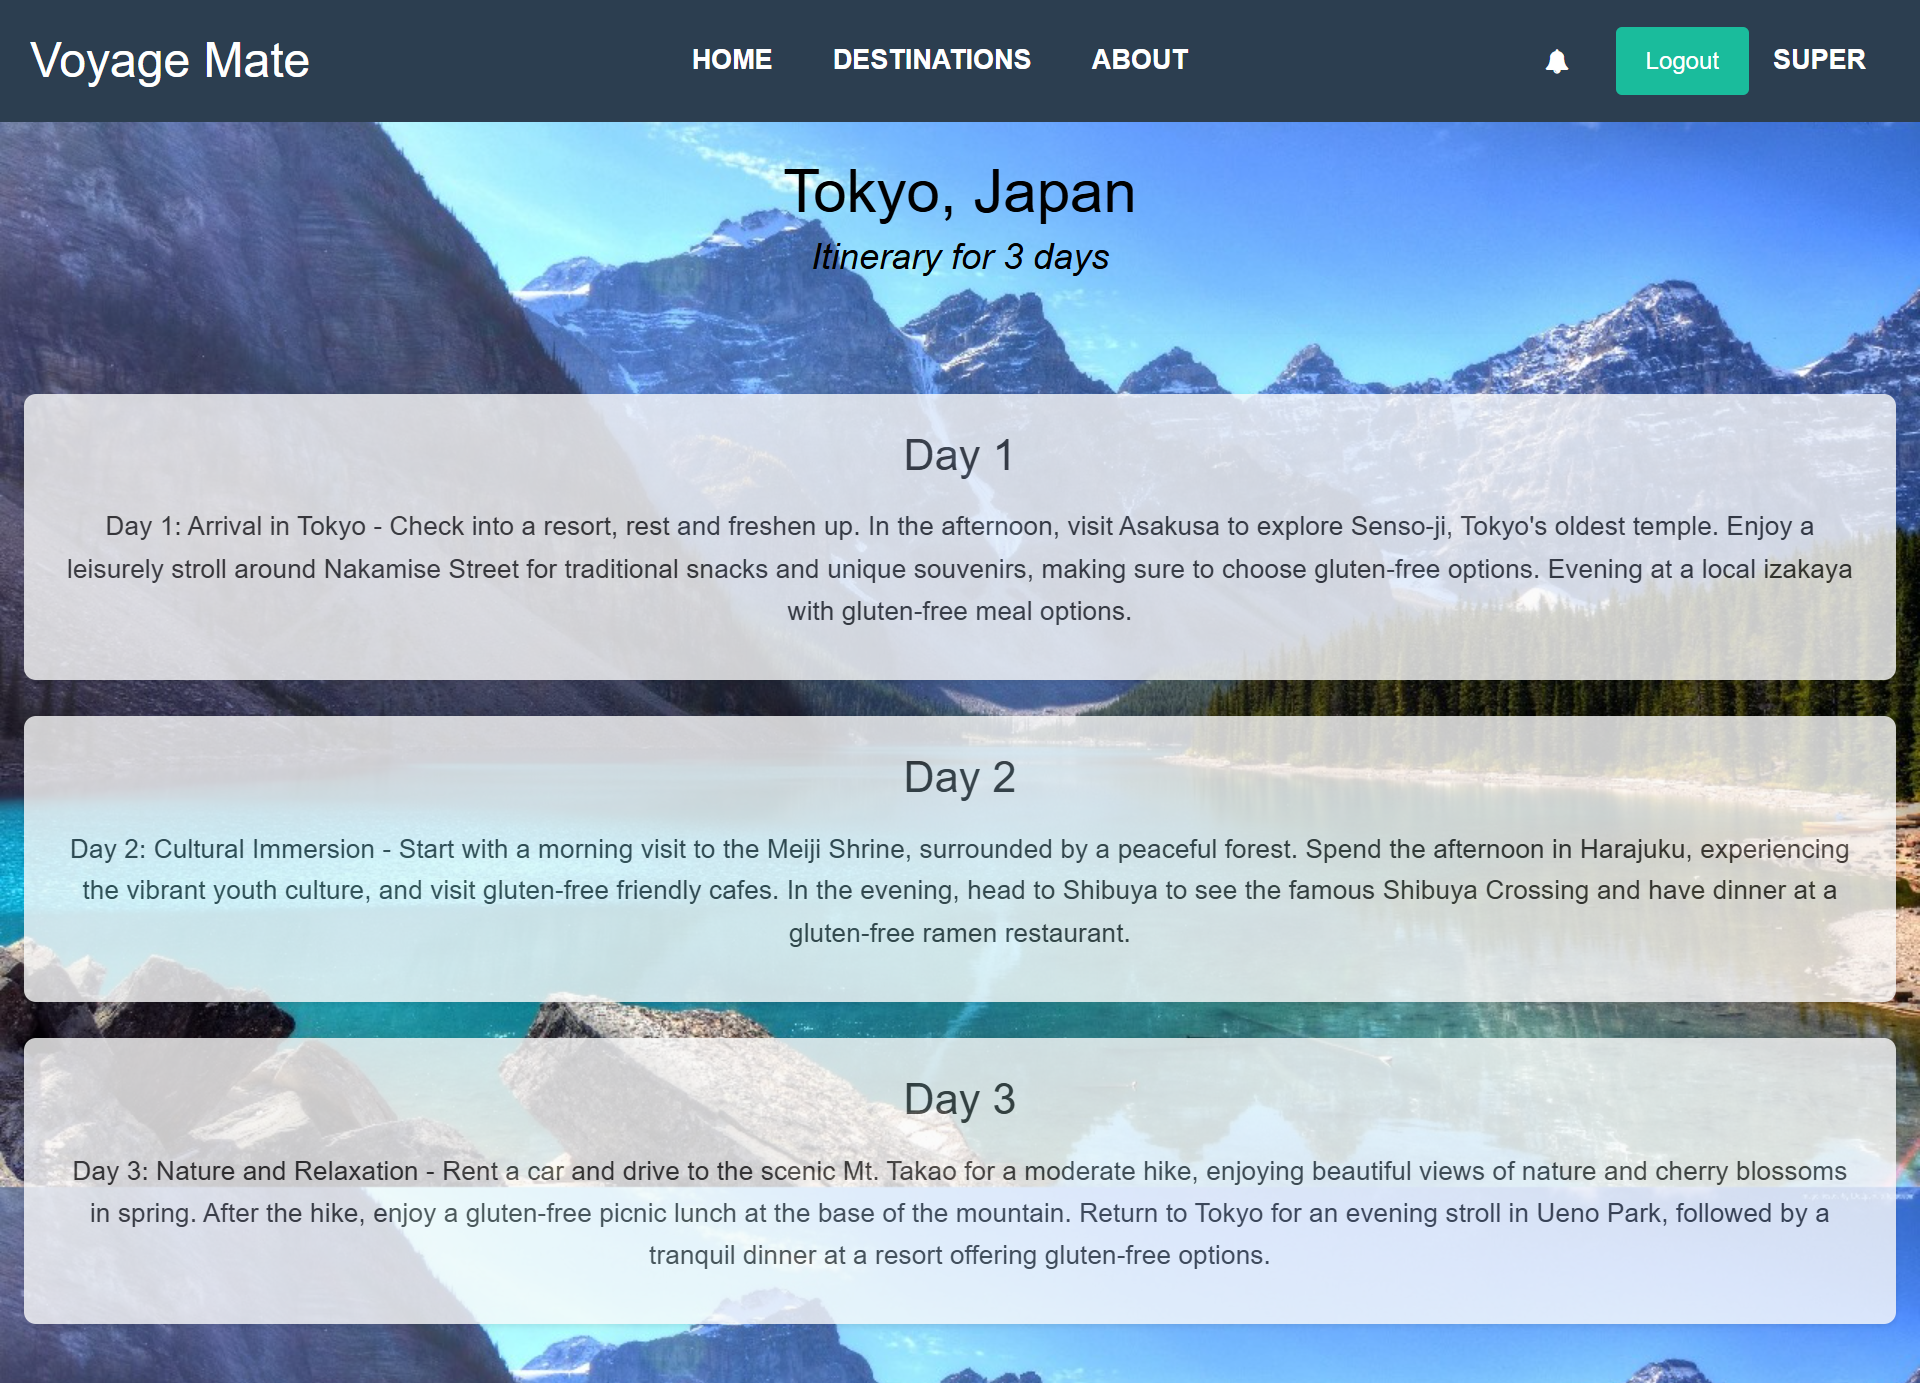 Voyage Mate
HOME
DESTINATIONS
ABOUT
Logout
SUPER
Tokyo, Japan
Itinerary for 3 days
Day 1
Day 1: Arrival in Tokyo - Check into a resort, rest and freshen up. In the afternoon, visit Asakusa to explore Senso-ji, Tokyo's oldest temple. Enjoy a
leisurely stroll around Nakamise Street for traditional snacks and unique souvenirs, making sure to choose gluten-free options. Evening at a local izakaya
with gluten-free meal options.
Day 2
Day 2: Cultural Immersion - Start with a morning visit to the Meiji Shrine, surrounded by a peaceful forest. Spend the afternoon in Harajuku, experiencing
the vibrant youth culture, and visit gluten-free friendly cafes. In the evening, head to Shibuya to see the famous Shibuya Crossing and have dinner at a
gluten-free ramen restaurant.
Day 3
Day 3: Nature and Relaxation - Rent a car and drive to the scenic Mt. Takao for a moderate hike, enjoying beautiful views of nature and cherry blossoms
in spring. After the hike, enjoy a gluten-free picnic lunch at the base of the mountain. Return to Tokyo for an evening stroll in Ueno Park, followed by a
tranquil dinner at a resort offering gluten-free options.